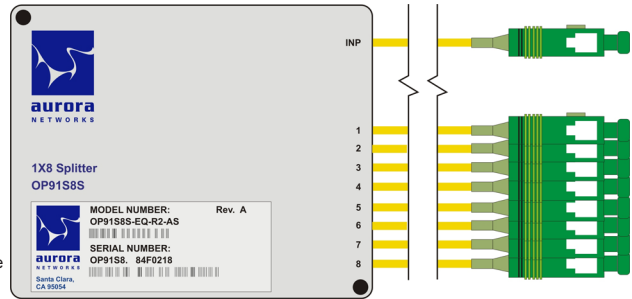 INP
aurora
NETWORKS
1
2
3
4
5
6
7
8
1X8 Splitter
OP91S8S
MODEL NUMBER: Rev. A
OP91S8S-EQ-R2-AS
SERIAL NUMBER:
OP91S8. 84F0218
aurora
NETWORKS
Santa Clara,
CA 95054
e